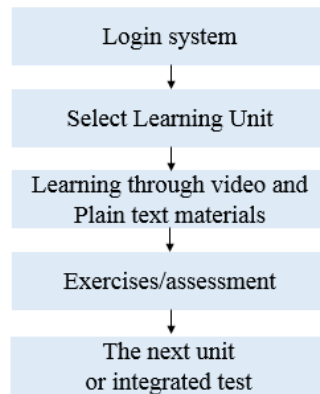 Login system
Select Learning Unit
Learning through video and
Plain text materials
Exercises/assessment
The next unit
or integrated test